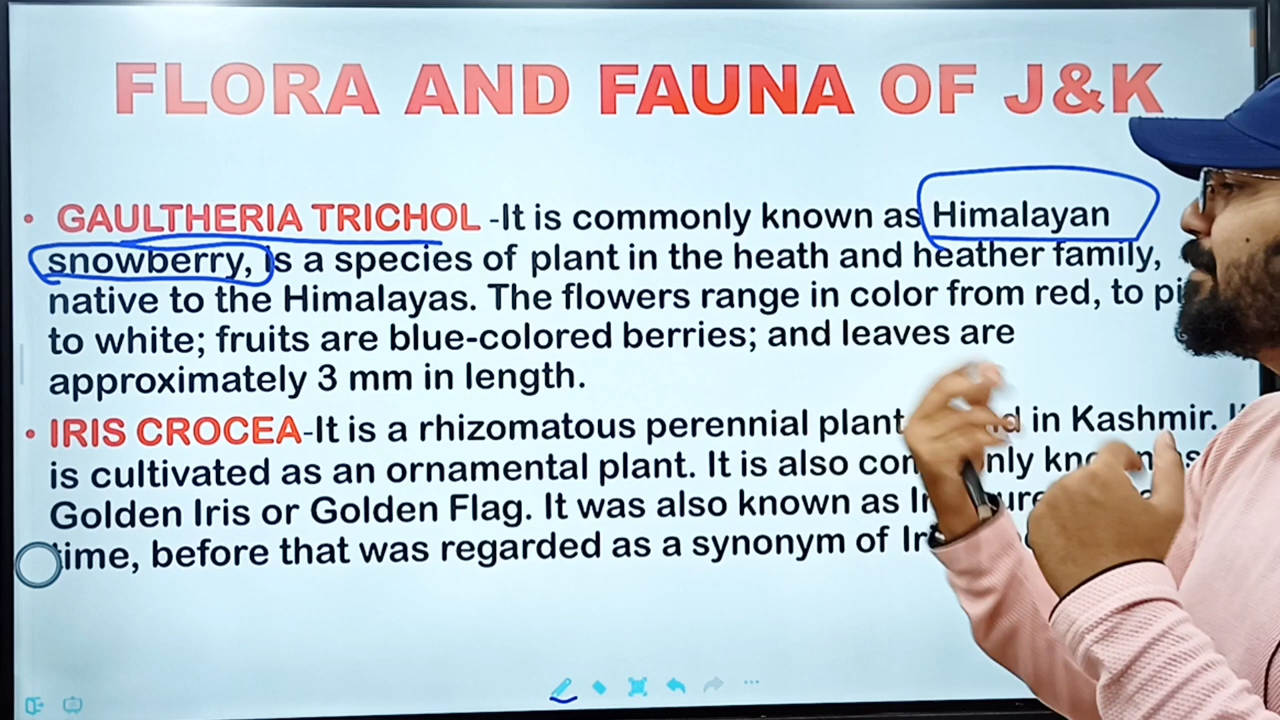 FLORA AND FAUNA OF J&K
• GAULTHERIA TRICHOL -It is commonly known as Himalayan
snowberry, is a species of plant in the heath and heather family,
native to the Himalayas. The flowers range in color from red, to
to white; fruits are blue-colored berries; and leaves are
approximately 3 mm in length.
• IRIS CROCEA-It is a rhizomatous perennial plant in Kashmir.
is cultivated as an ornamental plant. It is also
Golden Iris or Golden Flag. It was also known as
time, before that was regarded as a synonym of